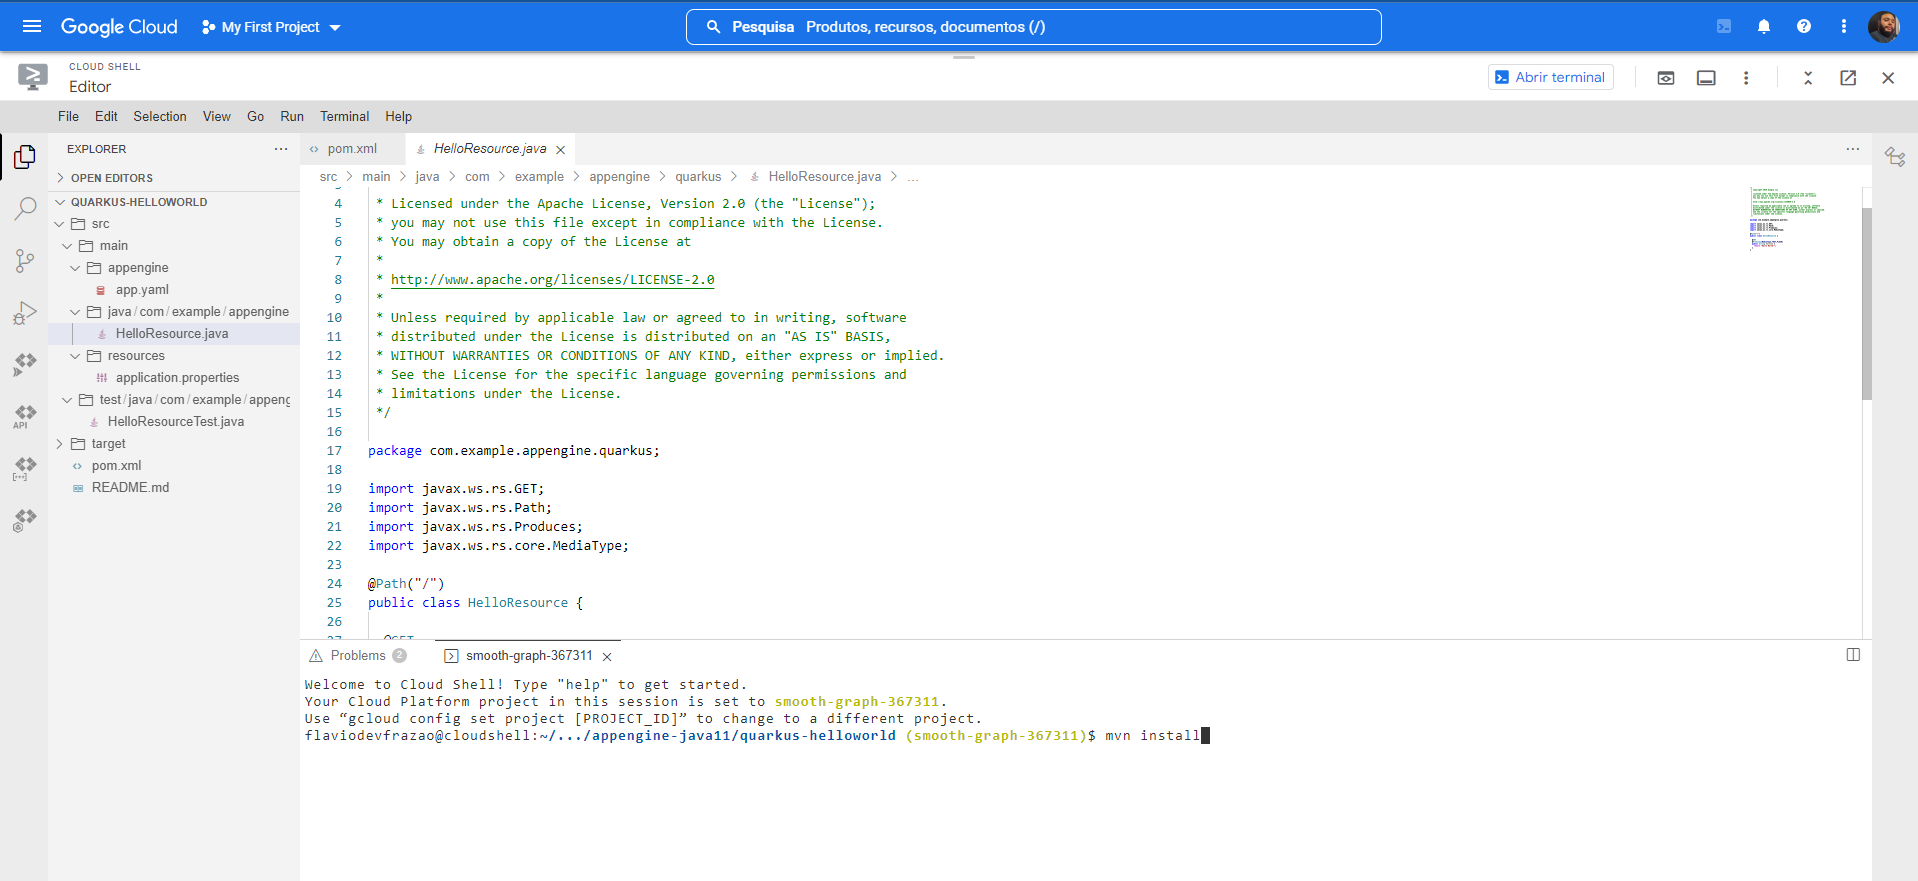 Google Cloud My First Project Pesquisa Produtos, recursos, documentos (/)
CLOUD SHELL
Editor
Abrir terminal
File Edit Selection View Go Run Terminal Help
EXPLORER
OPEN EDITORS
QUARKUS-HELLOWORLD
src
main
appengine
app.yaml
java/com/example/appengine
HelloResource.java
resources
application.properties
test/java/com/example/appeng
HelloResourceTest.java
target
pom.xml
README.md
API
pom.xml HelloResource.java
src > main > java > com > example > appengine > quarkus > HelloResource.java > ...
4 * Licensed under the Apache License, Version 2.0 (the "License");
5 * you may not use this file except in compliance with the License.
6 * You may obtain a copy of the License at
7 *
8 * http://www.apache.org/licenses/LICENSE-2.0
9 *
10 * Unless required by applicable law or agreed to in writing, software
11 * distributed under the License is distributed on an "AS IS" BASIS,
12 * WITHOUT WARRANTIES OR CONDITIONS OF ANY KIND, either express or implied.
13 * See the License for the specific language governing permissions and
14 * limitations under the License.
15 */
16
17 package com.example.appengine.quarkus;
18
19 import javax.ws.rs.GET;
20 import javax.ws.rs.Path;
21 import javax.ws.rs.Produces;
22 import javax.ws.rs.core.MediaType;
23
24 @Path("/")
25 public class HelloResource {
26
27 @GET
Problems 2 smooth-graph-367311
Welcome to Cloud Shell! Type "help" to get started.
Your Cloud Platform project in this session is set to smooth-graph-367311.
Use “gcloud config set project [PROJECT_ID]” to change to a different project.
flaviodevfrazao@cloudshell:~/.../appengine-java11/quarkus-helloworld (smooth-graph-367311)$ mvn install